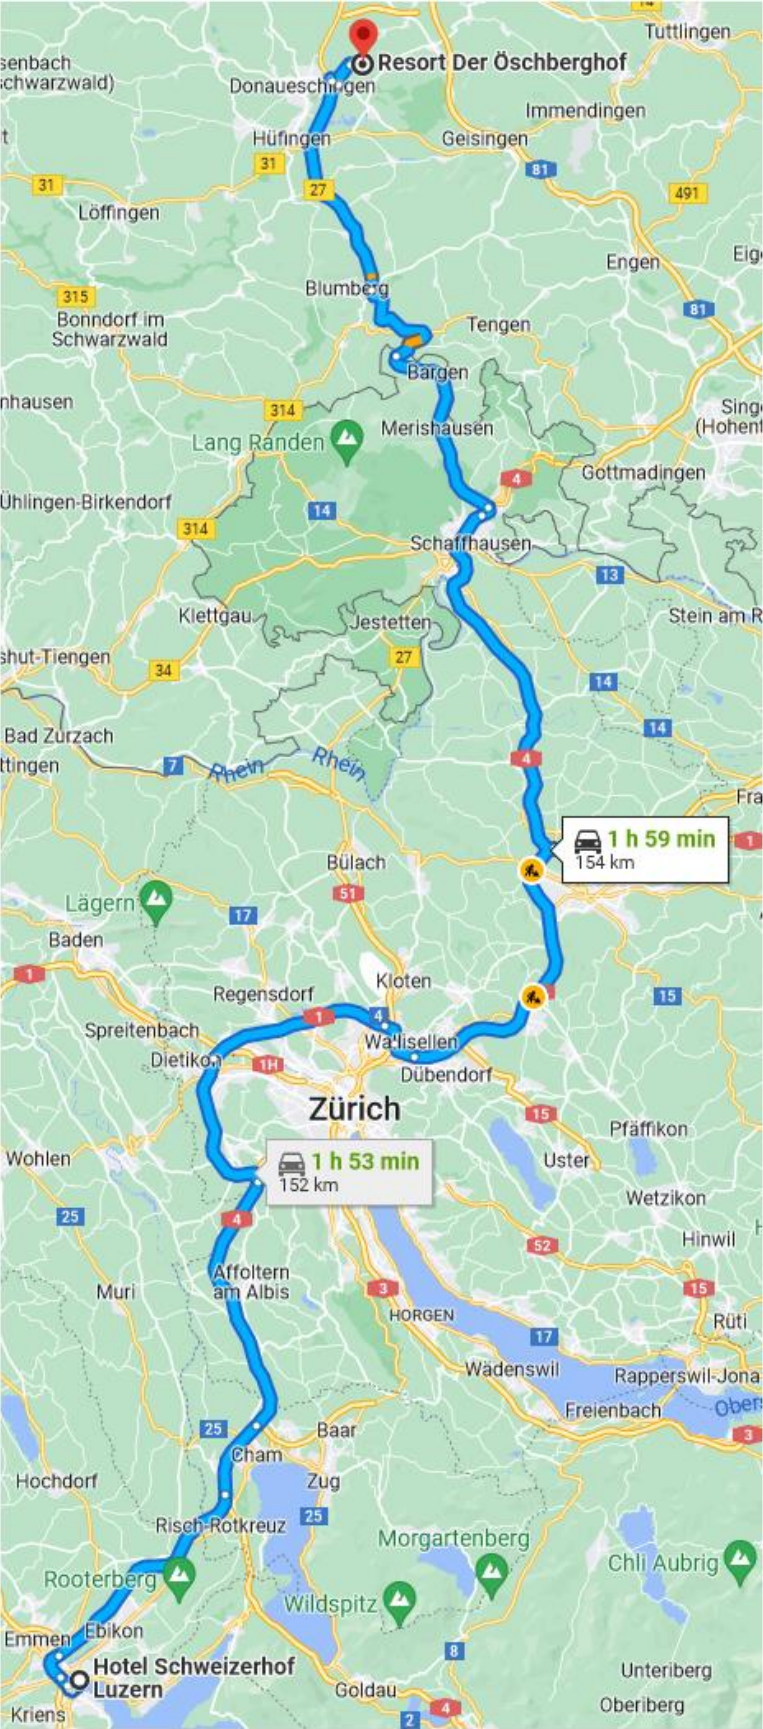 14
Tuttlingen
Resort Der Öschberghof
senbach
schwarzwald)
Donaueschingen
Immendingen
t
Hüfingen
Geisingen
31
81
31
27
491
Löffingen
Engen
Eig
Blumberg
315
81
Bonndorf im
Schwarzwald
Tengen
Bargen
nhausen
314
Sing
(Hohent
Merishausen
Lang Randen
4
Gottmadingen
ühlingen-Birkendorf
14
314
Schaffhausen
13
Klettgau
Jestetten
Stein am R
shut-Tiengen
27
34
14
14
Bad Zurzach
ttingen
7
Rhein
Rhein
4
Fra
1 h 59 min
154 km
1
Bülach
51
Lägern
17
Baden
1
Kloten
Regensdorf
15
1
4
Spreitenbach
Wallisellen
Dietikon
1H
Dübendorf
Zürich
15
Pfäffikon
Wohlen
1 h 53 min
152 km
Uster
Wetzikon
25
4
52
Hinwil
H
Affoltern
am Albis
Muri
3
15
HORGEN
Rüti
17
Wädenswil
Rapperswil-Jona
Freienbach
Obers
25
Baar
3
Cham
Hochdorf
Zug
25
Risch-Rotkreuz
Morgartenberg
Chli Aubrig
Rooterberg
Wildspitz
Emmen
Ebikon
8
Hotel Schweizerhof
Luzern
Unteriberg
Goldau
Kriens
4
Oberiberg
2